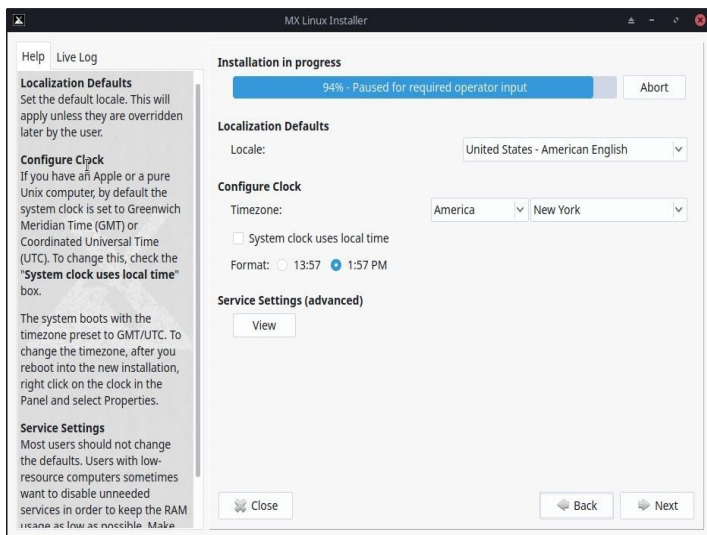 MX Linux Installer
Help
Live Log
Localization Defaults
Set the default locale. This will
apply unless they are overridden
later by the user.
Configure Clock
If you have an Apple or a pure
Unix computer, by default the
system clock is set to Greenwich
Meridian Time (GMT) or
Coordinated Universal Time
(UTC). To change this, check the
"System clock uses local time"
box.
The system boots with the
timezone preset to GMT/UTC. To
change the timezone, after you
reboot into the new installation,
right click on the clock in the
Panel and select Properties.
Service Settings
Most users should not change
the defaults. Users with low-
resource computers sometimes
want to disable unneeded
services in order to keep the RAM
usage as low as possible. Make
Installation in progress
94% - Paused for required operator input
Abort
Localization Defaults
Locale: United States - American English
Configure Clock
Timezone: America New York
System clock uses local time
Format: 13:57 1:57 PM
Service Settings (advanced)
View
Close
Back
Next